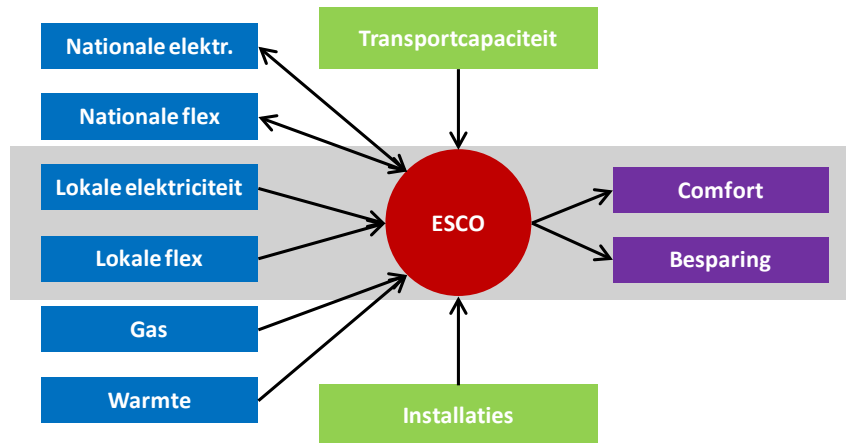 Nationale elektr.
Transportcapaciteit
Nationale flex
Lokale elektriciteit
Comfort
ESCO
Lokale flex
Besparing
Gas
Warmte
Installaties